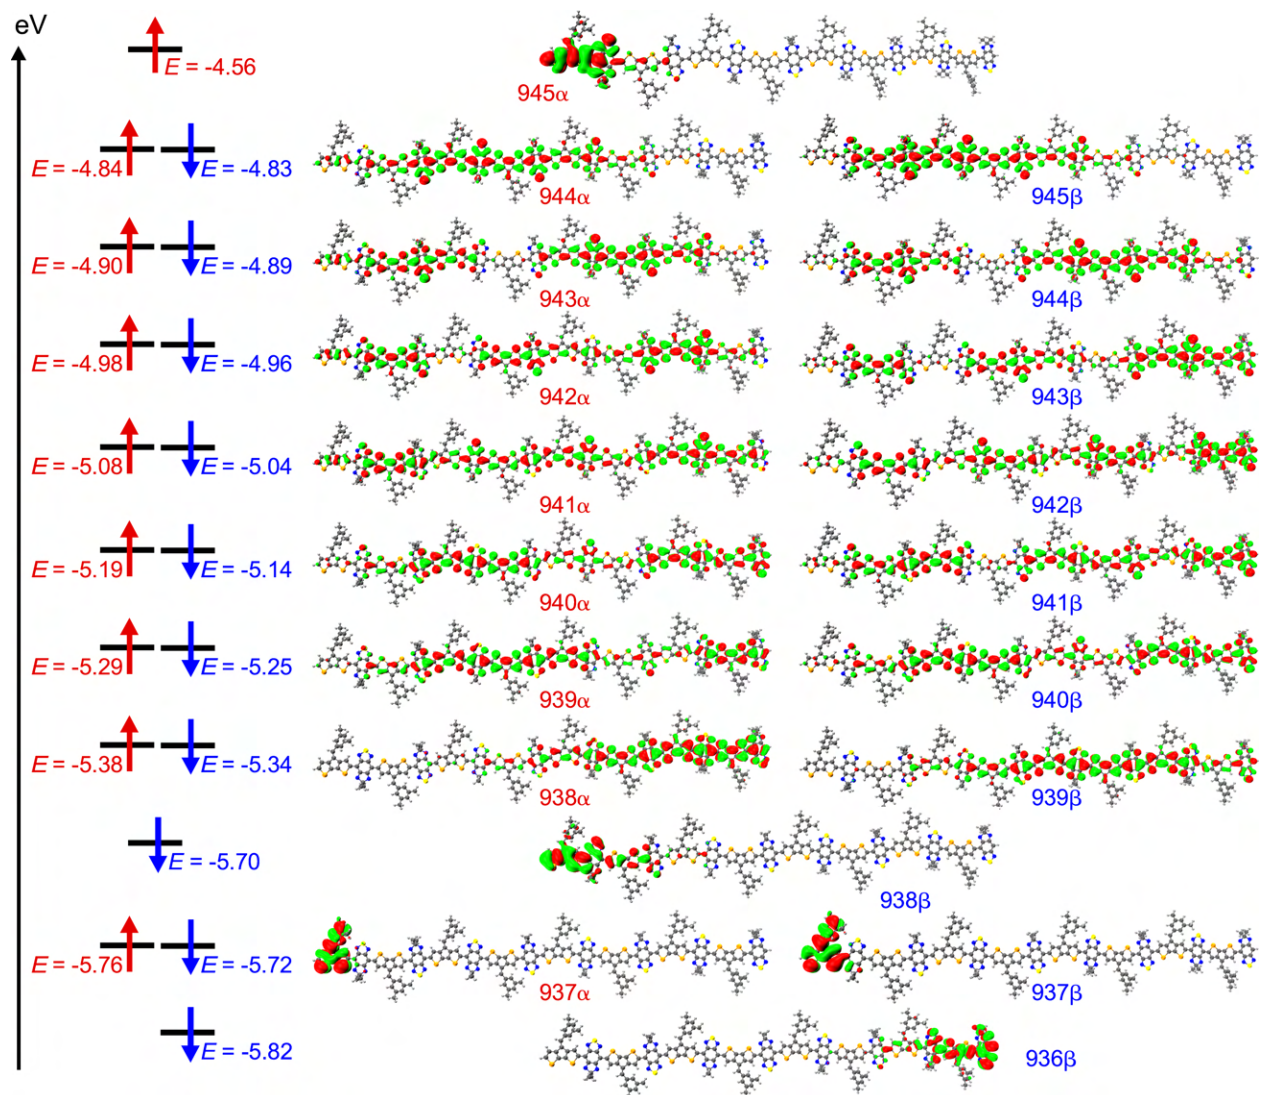 eV
E = -4.56
945α
E = -4.84 E = -4.83
944α 945β
E = -4.90 E = -4.89
943α 944β
E = -4.98 E = -4.96
942α 943β
E = -5.08 E = -5.04
941α 942β
E = -5.19 E = -5.14
940α 941β
E = -5.29 E = -5.25
939α 940β
E = -5.38 E = -5.34
938α 939β
E = -5.70
938β
E = -5.76 E = -5.72
937α 937β
E = -5.82
936β